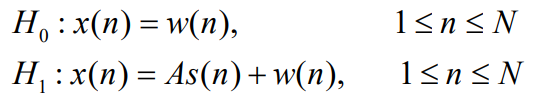 H₀ : x(n) = w(n), 1 ≤ n ≤ N
H₁ : x(n) = As(n) + w(n), 1 ≤ n ≤ N